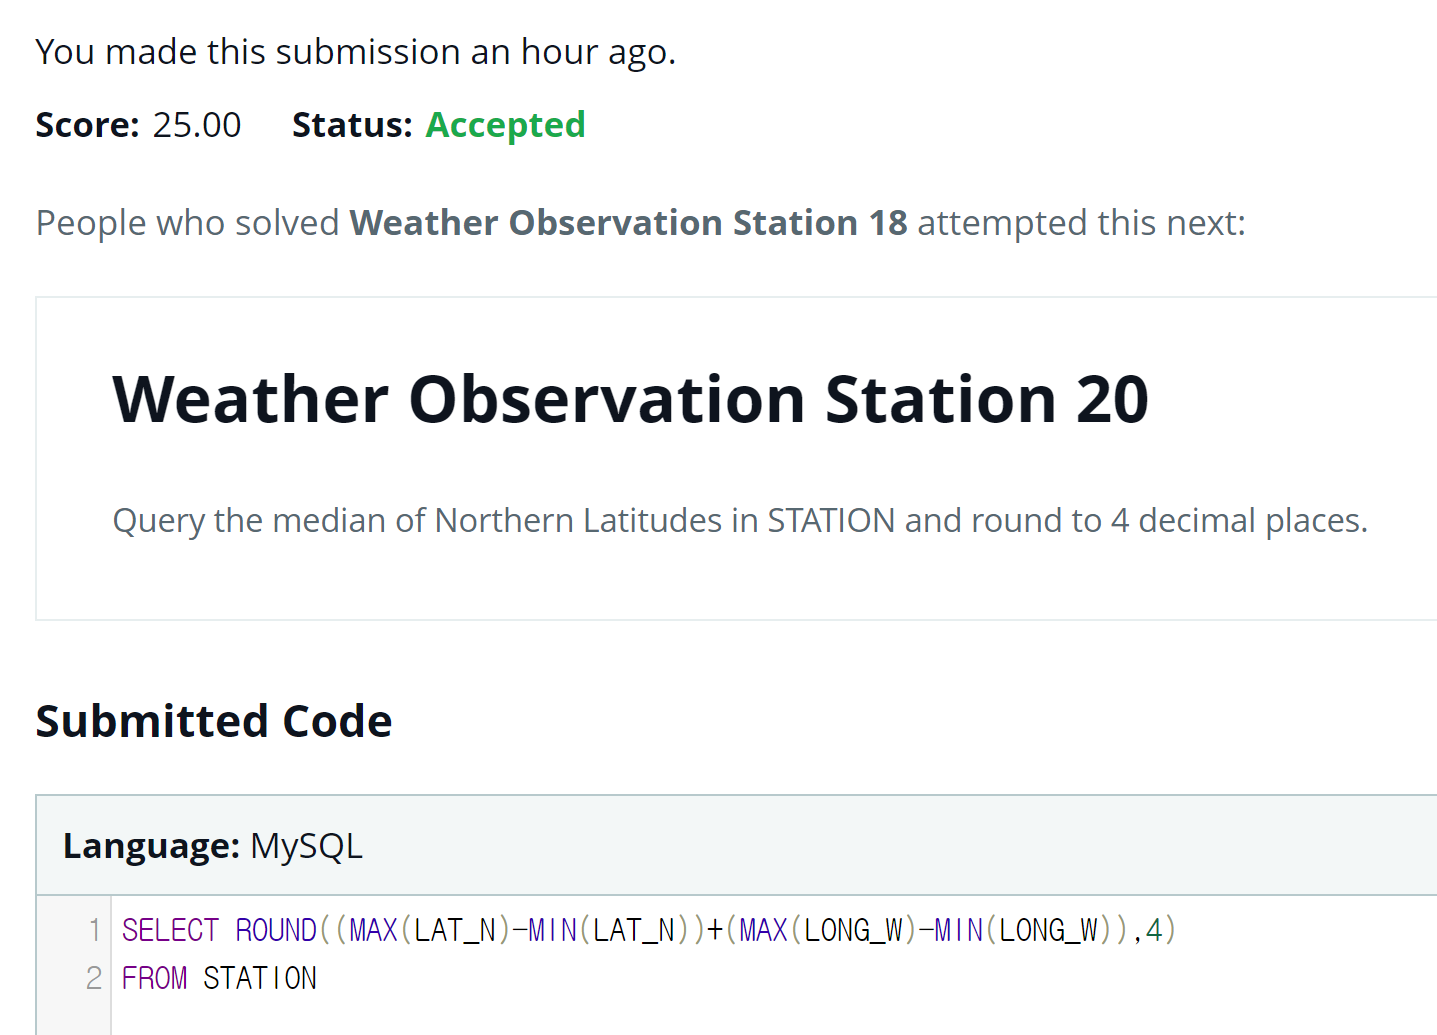 You made this submission an hour ago.
Score: 25.00 Status: Accepted
People who solved Weather Observation Station 18 attempted this next:
Weather Observation Station 20
Query the median of Northern Latitudes in STATION and round to 4 decimal places.
Submitted Code
Language: MySQL
1 SELECT ROUND((MAX(LAT_N)-MIN(LAT_N))+(MAX(LONG_W)-MIN(LONG_W)),4)
2 FROM STATION